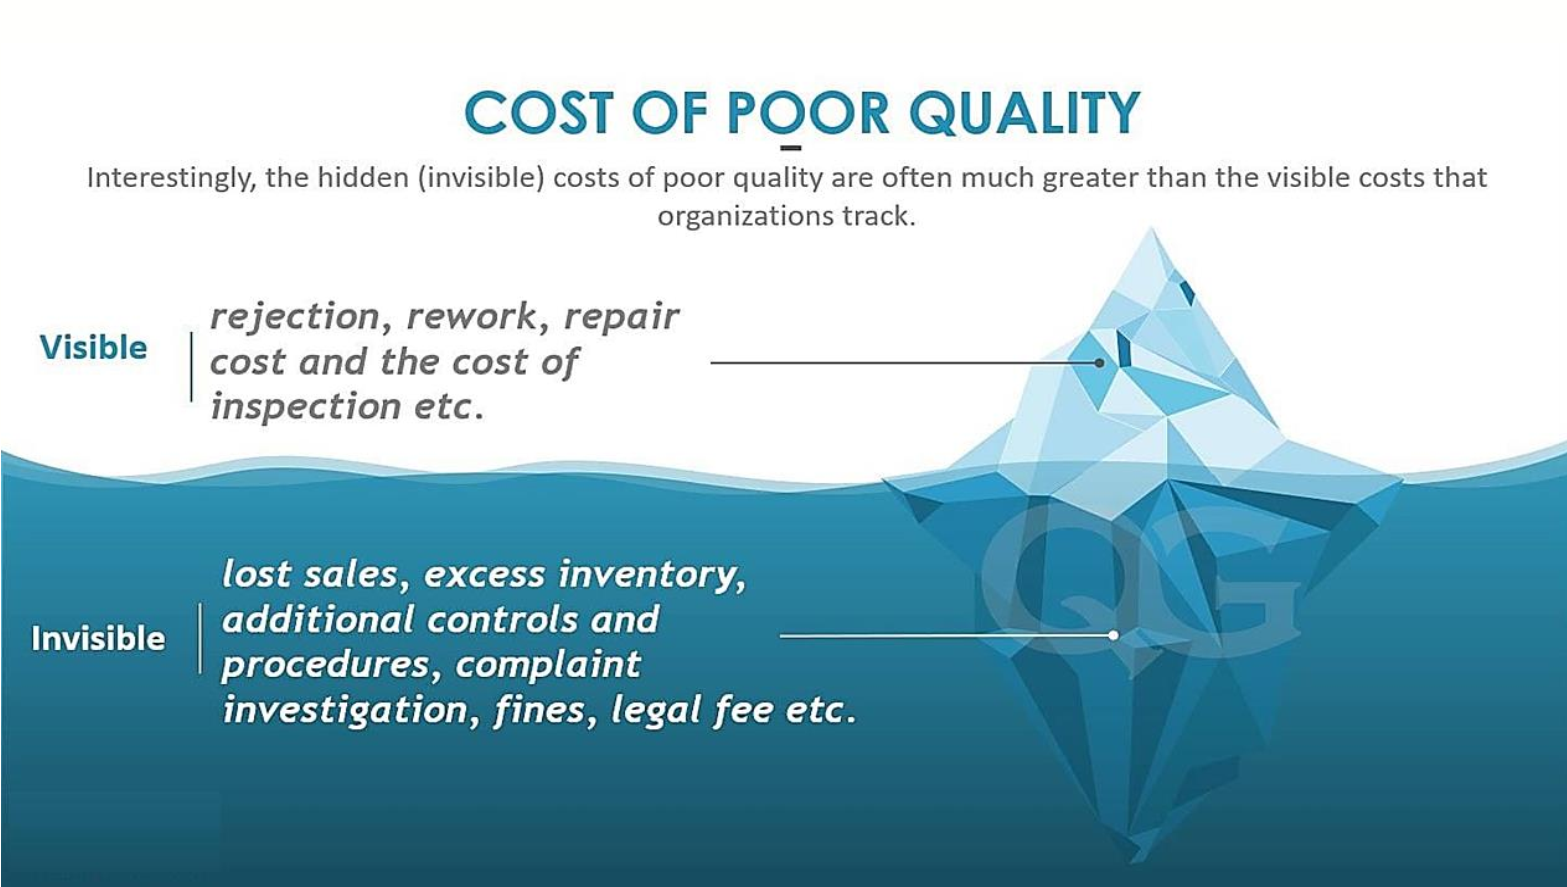 COST OF POOR QUALITY
Interestingly, the hidden (invisible) costs of poor quality are often much greater than the visible costs that
organizations track.
Visible
rejection, rework, repair
cost and the cost of
inspection etc.
QG
Invisible
lost sales, excess inventory,
additional controls and
procedures, complaint
investigation, fines, legal fee etc.